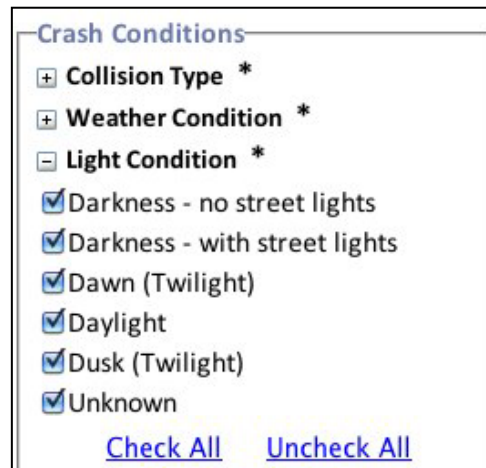 Crash Conditions
Collision Type *
Weather Condition *
Light Condition *
Darkness - no street lights
Darkness - with street lights
Dawn (Twilight)
Daylight
Dusk (Twilight)
Unknown
Check All Uncheck All